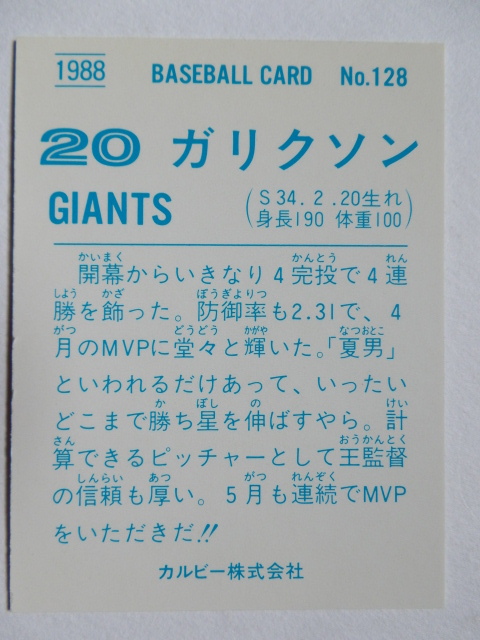 1988 BASEBALL CARD No.128
20 ガリクソン
GIANTS (S34.2.20生れ
身長190 体重100)
かいまく かんとう れん
開幕からいきなり4完投で4連
しよう かざ ぼうぎよりつ
勝を飾った。防御率も2.31で、4
がつ どうどう かがや なつおとこ
月のMVPに堂々と輝いた。「夏男」
といわれるだけあって、いったい
か ぼし の けい
どこまで勝ち星を伸ばすやら。計
さん おうかんとく
算できるピッチャーとして王監督
しんらい あつ がつ れんぞく
の信頼も厚い。5月も連続でMVP
をいただきだ!!
カルビー株式会社